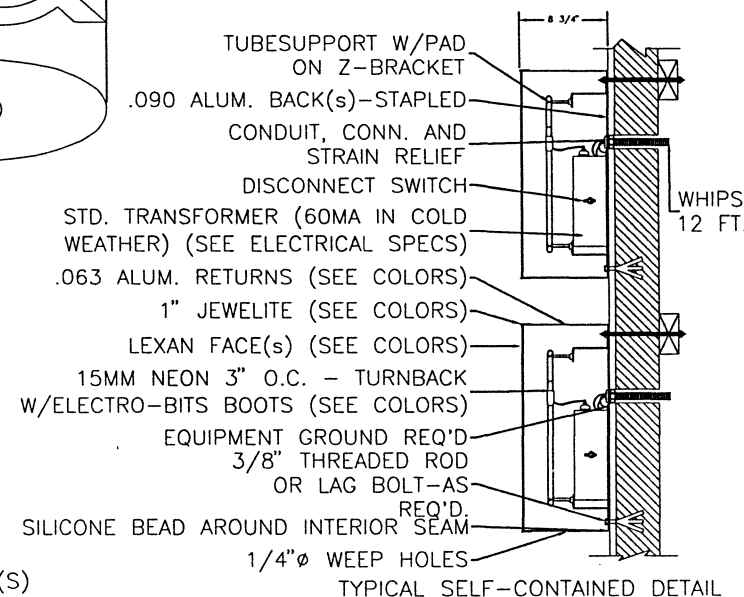 8 3/4"
TUBESUPPORT W/PAD
ON Z-BRACKET
.090 ALUM. BACK(s)-STAPLED
CONDUIT, CONN. AND
STRAIN RELIEF
DISCONNECT SWITCH
WHIPS
12 FT.
STD. TRANSFORMER (60MA IN COLD
WEATHER) (SEE ELECTRICAL SPECS)
.063 ALUM. RETURNS (SEE COLORS)
1" JEWELITE (SEE COLORS)
LEXAN FACE(s) (SEE COLORS)
15MM NEON 3" O.C. - TURNBACK
W/ELECTRO-BITS BOOTS (SEE COLORS)
EQUIPMENT GROUND REQ'D
3/8" THREADED ROD
OR LAG BOLT-AS
REQ'D.
SILICONE BEAD AROUND INTERIOR SEAM
1/4"ø WEEP HOLES
(S)
TYPICAL SELF-CONTAINED DETAIL